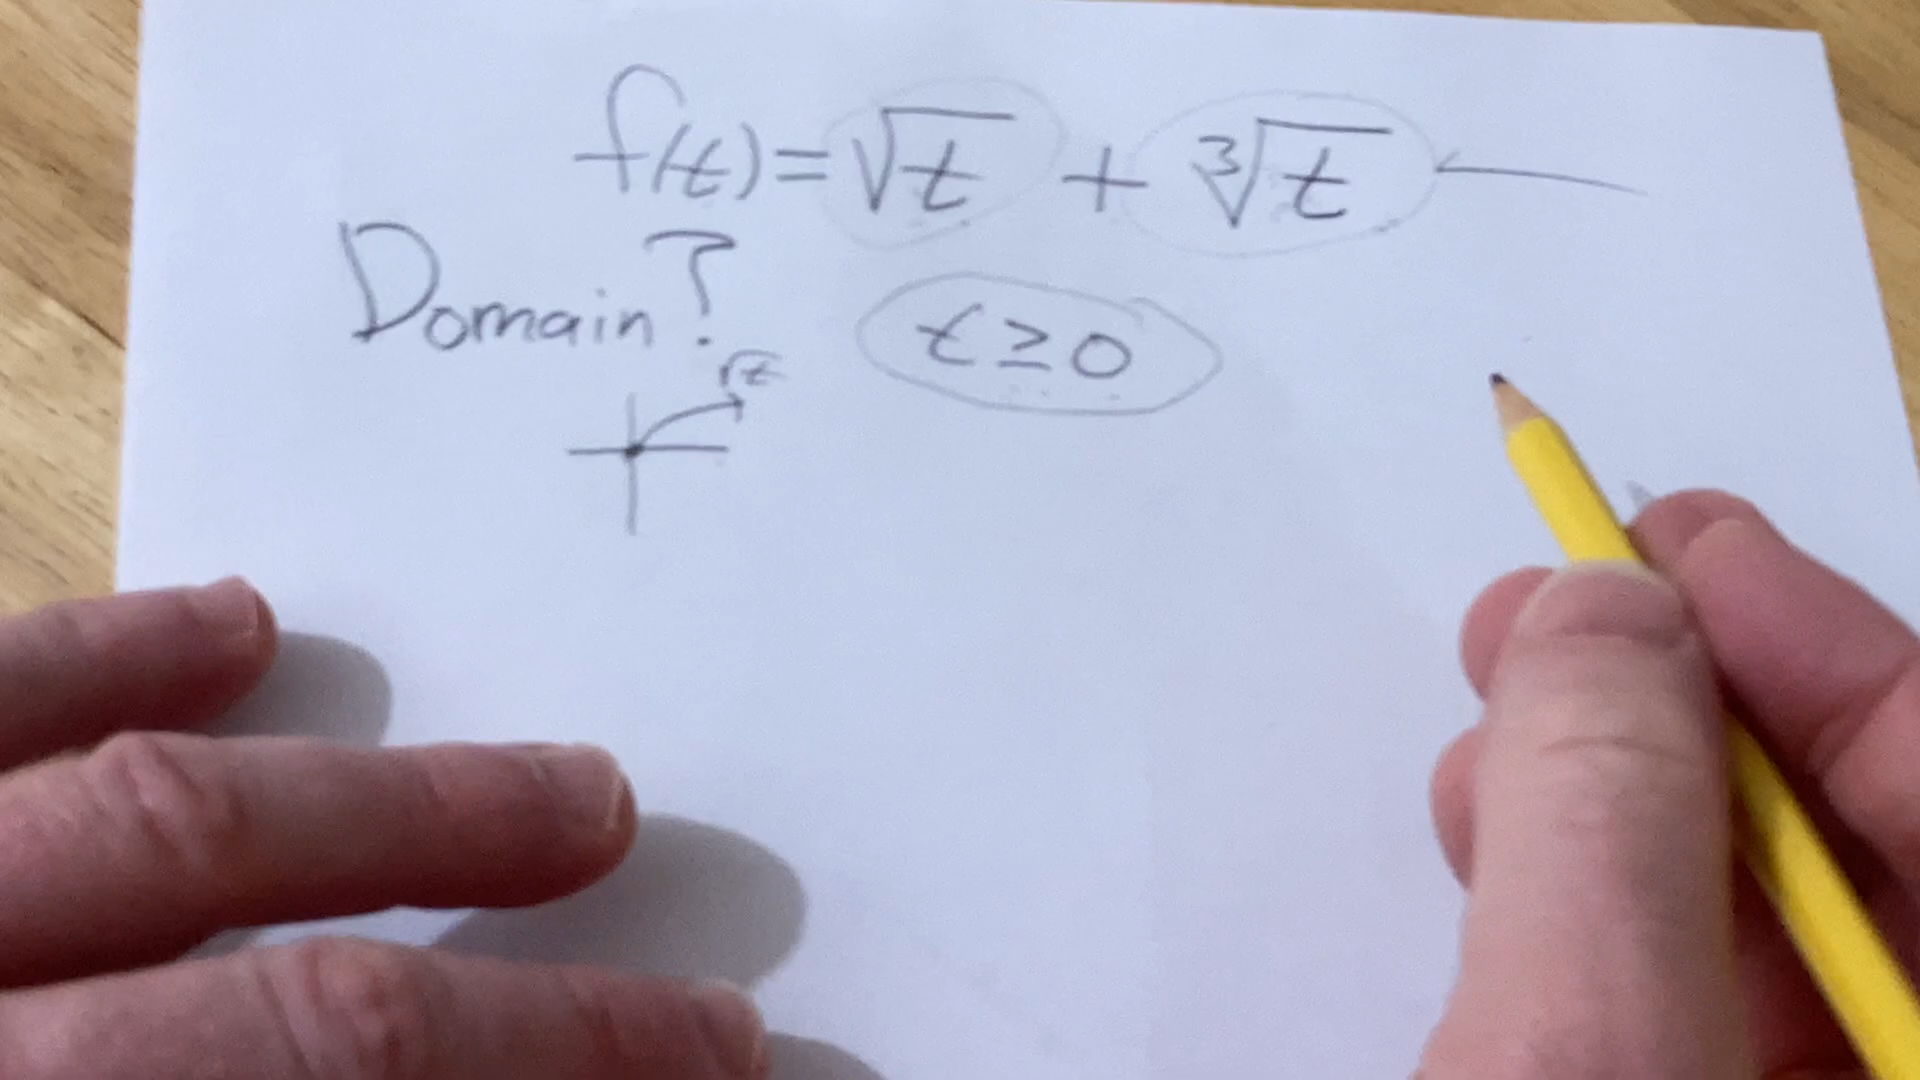 f(t)=√t + ∛t
Domain? t≥0
√t